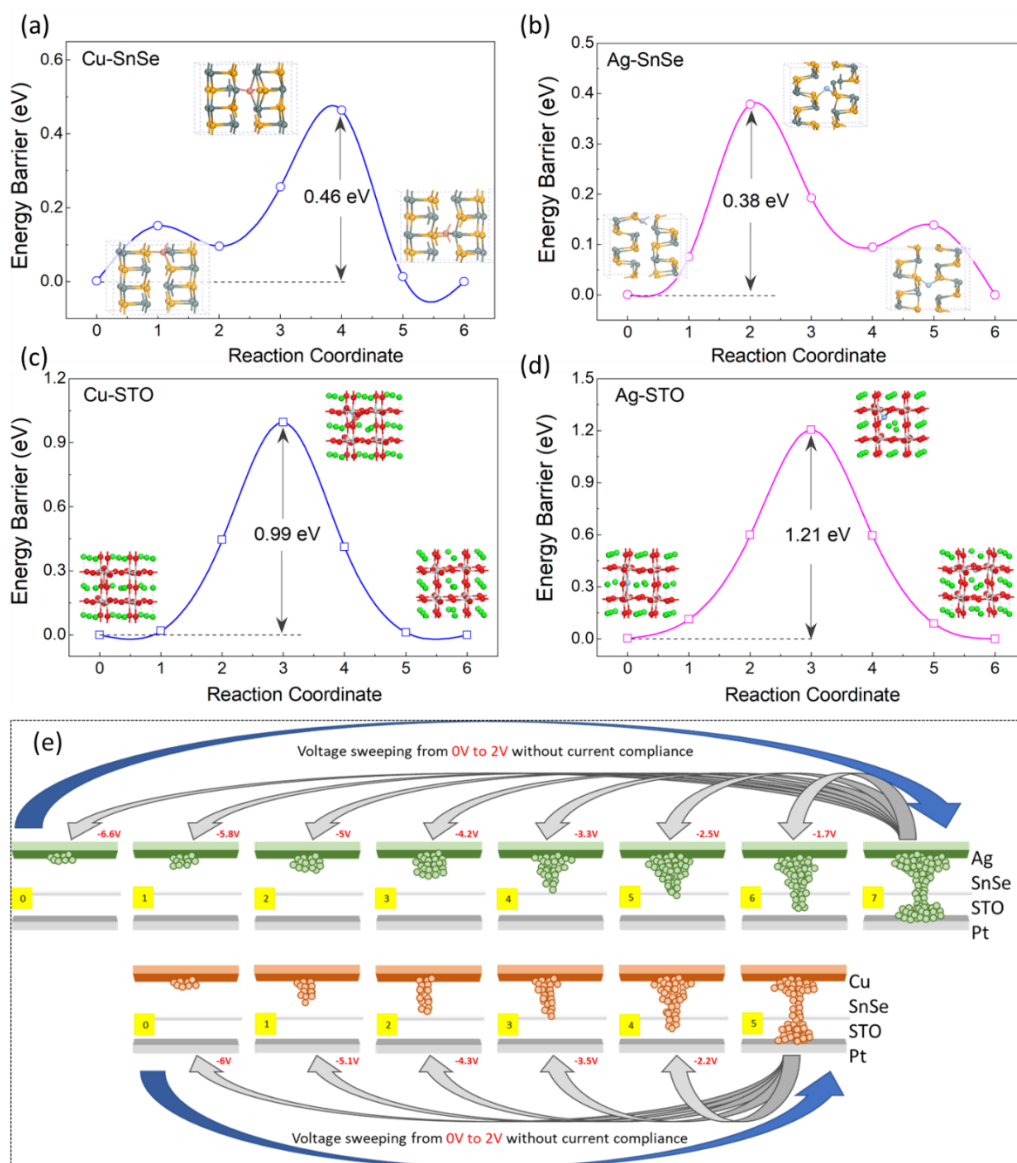 (a)
Cu-SnSe
Energy Barrier (eV)
0.6
0.4
0.2
0.0
0.46 eV
0 1 2 3 4 5 6
Reaction Coordinate
(b)
Ag-SnSe
Energy Barrier (eV)
0.5
0.4
0.3
0.2
0.1
0.0
0.38 eV
0 1 2 3 4 5 6
Reaction Coordinate
(c)
Cu-STO
Energy Barrier (eV)
1.2
0.9
0.6
0.3
0.0
0.99 eV
0 1 2 3 4 5 6
Reaction Coordinate
(d)
Ag-STO
Energy Barrier (eV)
1.5
1.2
0.9
0.6
0.3
0.0
1.21 eV
0 1 2 3 4 5 6
Reaction Coordinate
(e)
Voltage sweeping from 0V to 2V without current compliance
-6.6V -5.8V -5V -4.2V -3.3V -2.5V -1.7V
0 1 2 3 4 5 6 7
Ag
SnSe
STO
Pt
0 1 2 3 4 5
Cu
SnSe
STO
Pt
-6V -5.1V -4.3V -3.5V -2.2V
Voltage sweeping from 0V to 2V without current compliance